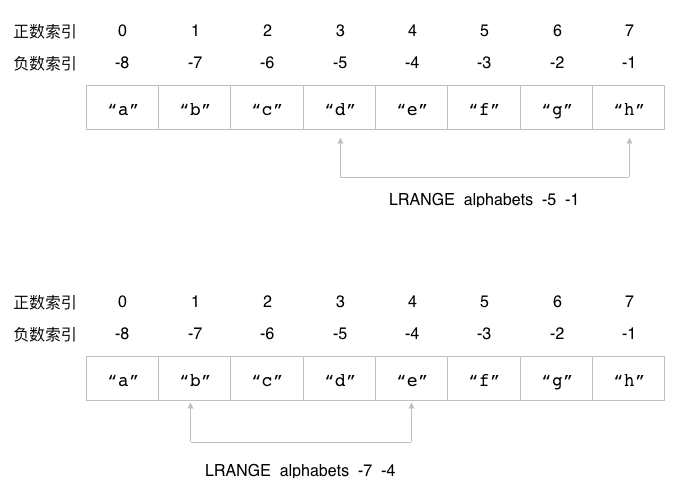 正数索引 0 1 2 3 4 5 6 7
负数索引 -8 -7 -6 -5 -4 -3 -2 -1
“a” “b” “c” “d” “e” “f” “g” “h”
LRANGE alphabets -5 -1
正数索引 0 1 2 3 4 5 6 7
负数索引 -8 -7 -6 -5 -4 -3 -2 -1
“a” “b” “c” “d” “e” “f” “g” “h”
LRANGE alphabets -7 -4